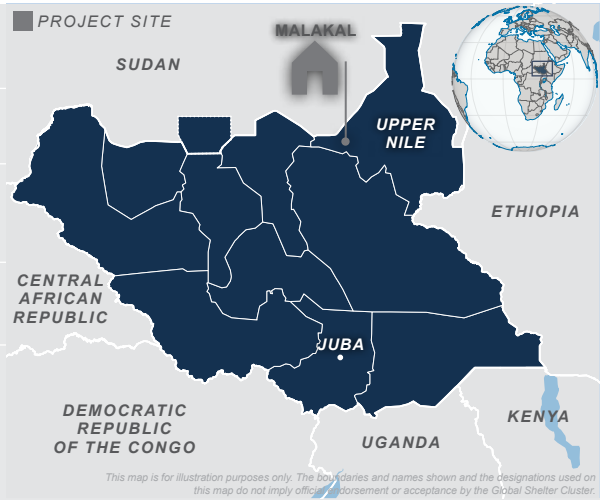 PROJECT SITE
MALAKAL
SUDAN
UPPER
NILE
ETHIOPIA
CENTRAL
AFRICAN
REPUBLIC
JUBA
DEMOCRATIC
REPUBLIC
OF THE CONGO
KENYA
UGANDA
This map is for illustration purposes only. The boundaries and names shown and the designations used on
this map do not imply official endorsement or acceptance by the Global Shelter Cluster.